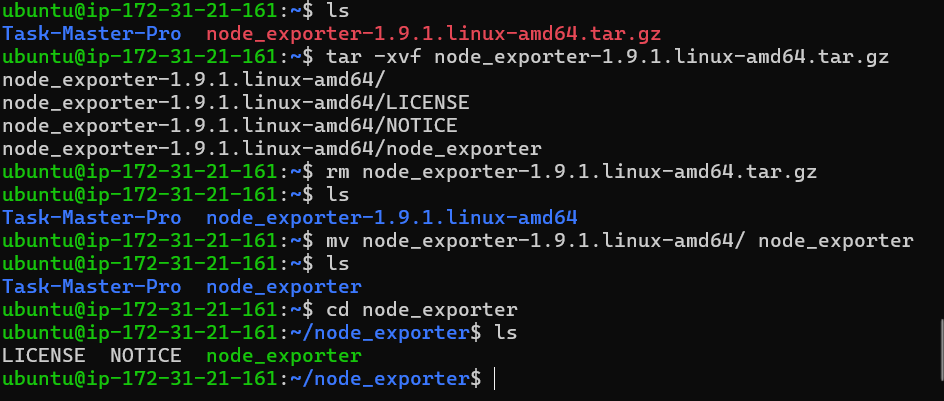 ubuntu@ip-172-31-21-161:~$ ls
Task-Master-Pro  node_exporter-1.9.1.linux-amd64.tar.gz
ubuntu@ip-172-31-21-161:~$ tar -xvf node_exporter-1.9.1.linux-amd64.tar.gz
node_exporter-1.9.1.linux-amd64/
node_exporter-1.9.1.linux-amd64/LICENSE
node_exporter-1.9.1.linux-amd64/NOTICE
node_exporter-1.9.1.linux-amd64/node_exporter
ubuntu@ip-172-31-21-161:~$ rm node_exporter-1.9.1.linux-amd64.tar.gz
ubuntu@ip-172-31-21-161:~$ ls
Task-Master-Pro  node_exporter-1.9.1.linux-amd64
ubuntu@ip-172-31-21-161:~$ mv node_exporter-1.9.1.linux-amd64/ node_exporter
ubuntu@ip-172-31-21-161:~$ ls
Task-Master-Pro  node_exporter
ubuntu@ip-172-31-21-161:~$ cd node_exporter
ubuntu@ip-172-31-21-161:~/node_exporter$ ls
LICENSE  NOTICE  node_exporter
ubuntu@ip-172-31-21-161:~/node_exporter$